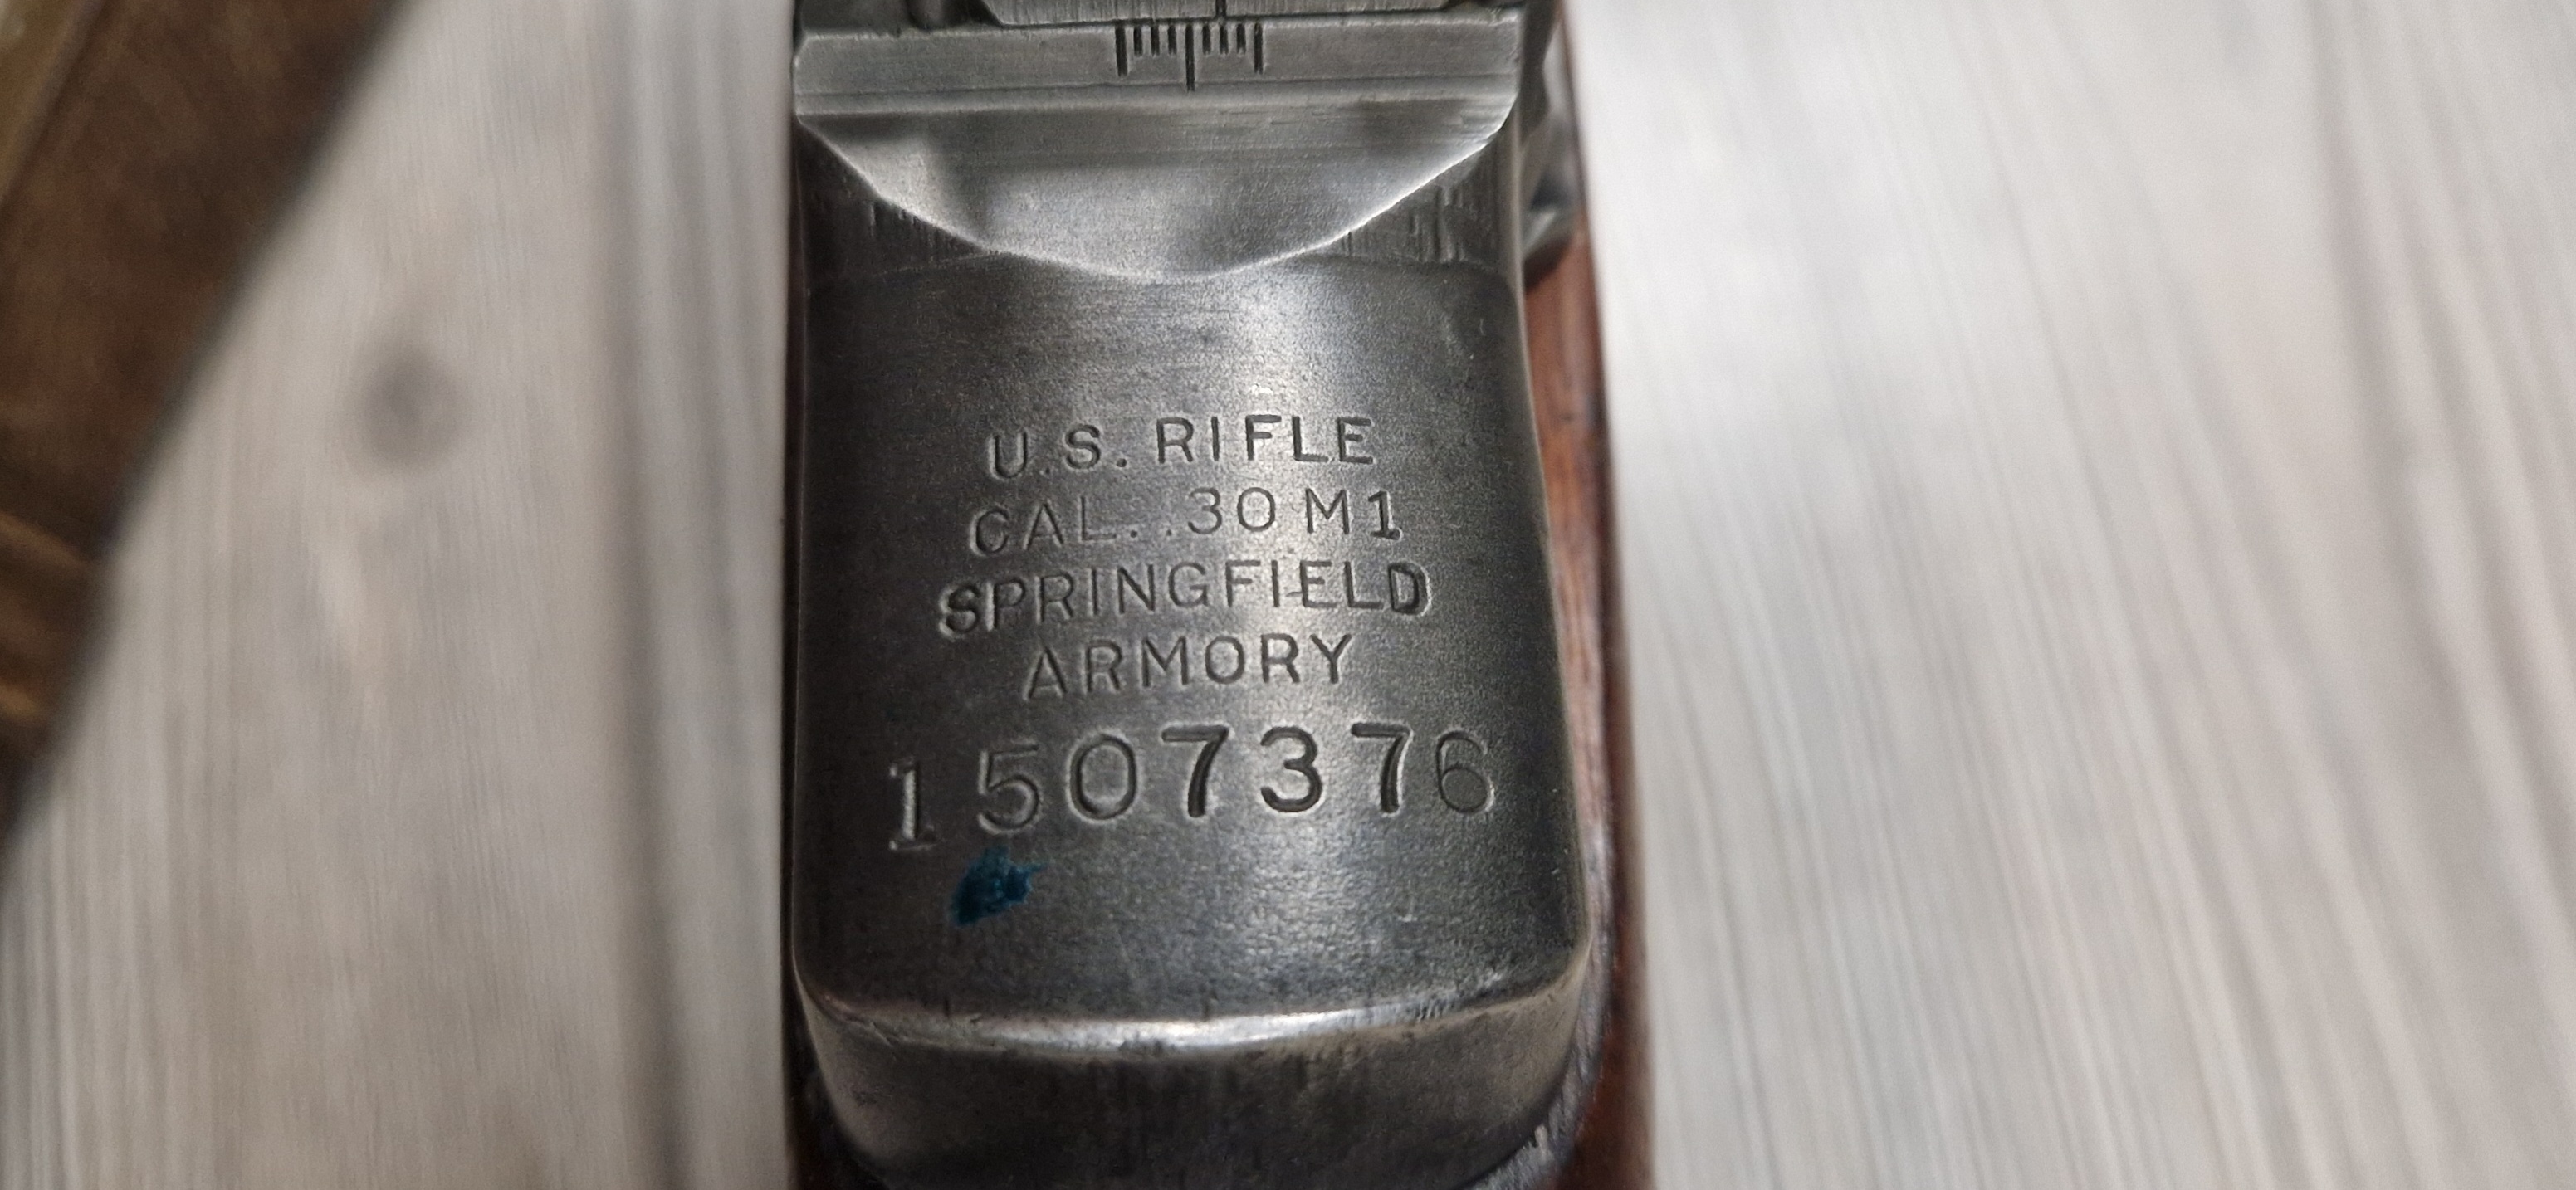 U.S. RIFLE
CAL. .30 M1
SPRINGFIELD
ARMORY
1507376